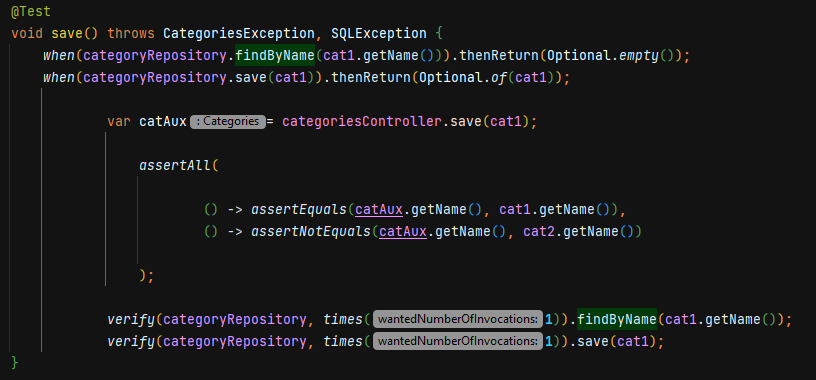 @Test
void save() throws CategoriesException, SQLException {
when(categoryRepository.findByName(cat1.getName())).thenReturn(Optional.empty());
when(categoryRepository.save(cat1)).thenReturn(Optional.of(cat1));
var catAux : Categories = categoriesController.save(cat1);
assertAll(
() -> assertEquals(catAux.getName(), cat1.getName()),
() -> assertNotEquals(catAux.getName(), cat2.getName())
);
verify(categoryRepository, times( wantedNumberOfInvocations: 1)).findByName(cat1.getName());
verify(categoryRepository, times( wantedNumberOfInvocations: 1)).save(cat1);
}